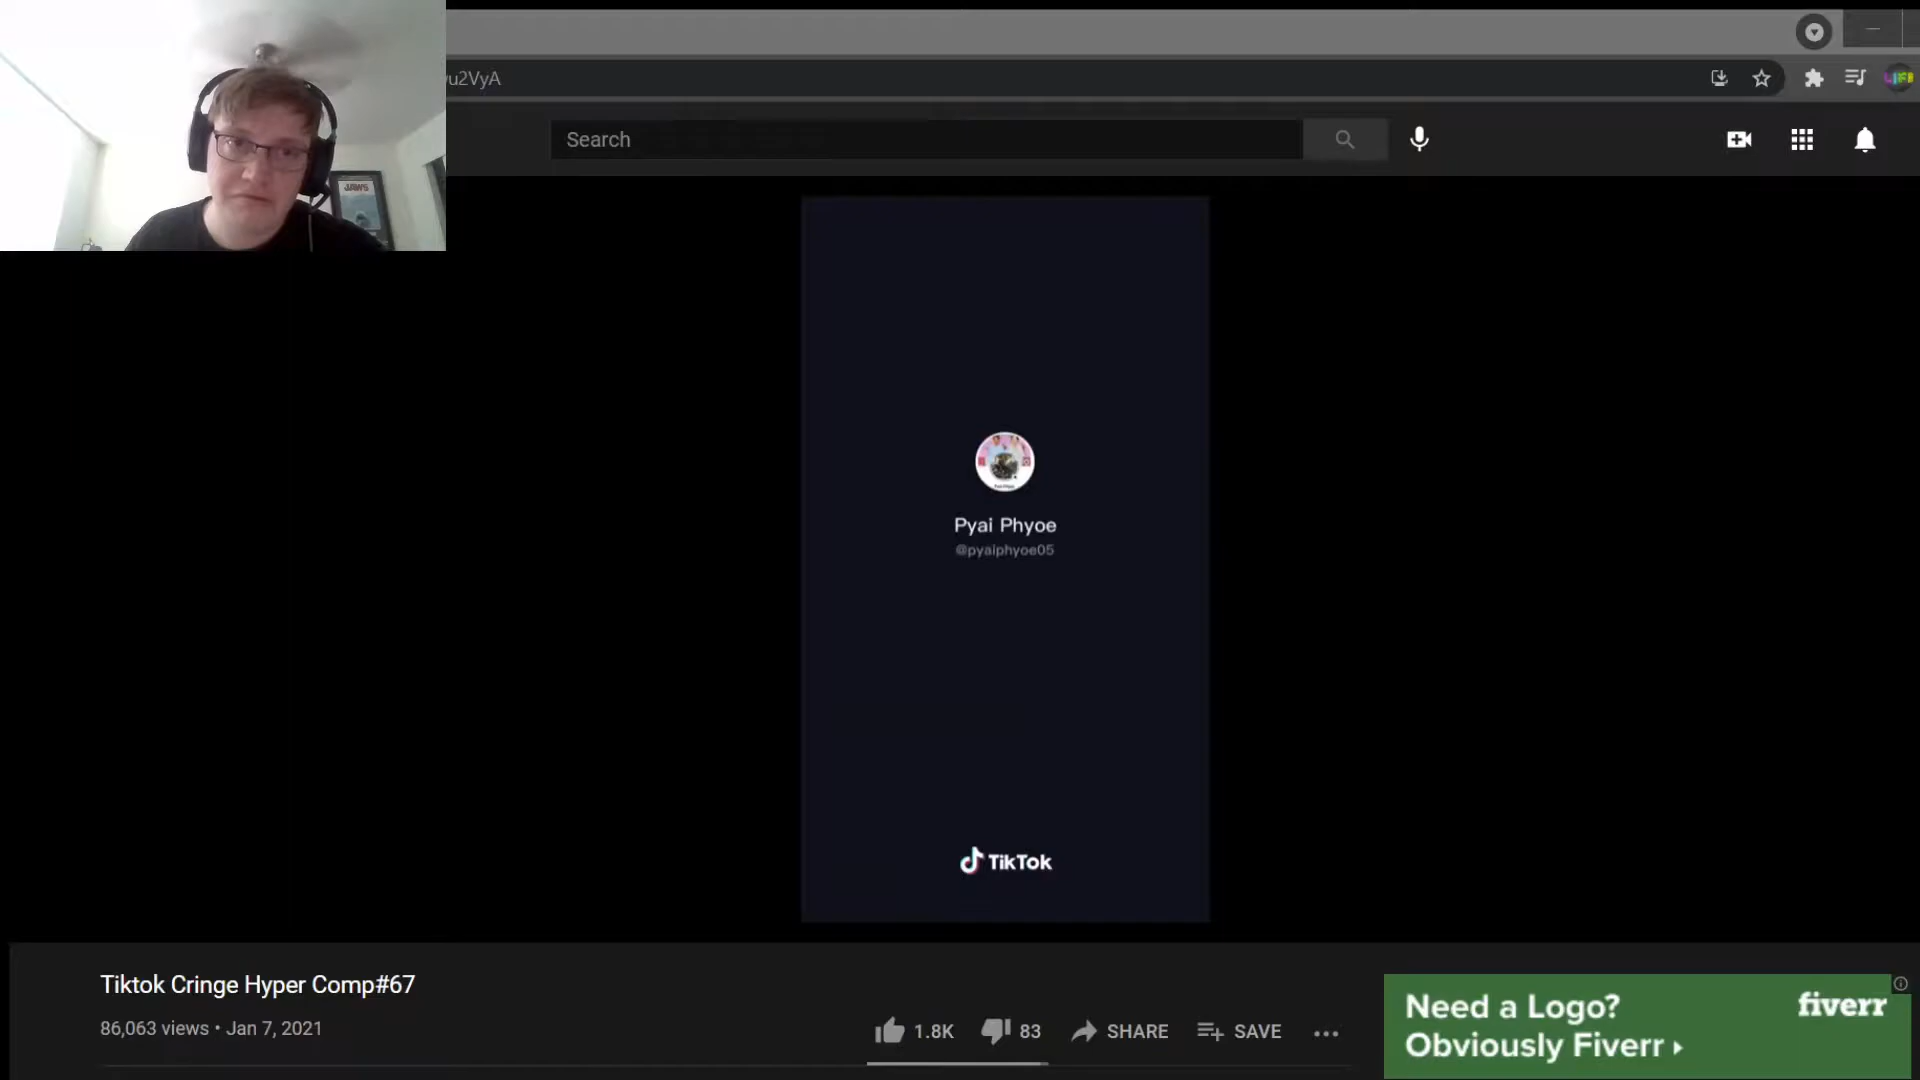 u2VyA
Search
JAWS
Pyai Phyoe
@pyaiphyoe05
TikTok
Tiktok Cringe Hyper Comp#67
86,063 views • Jan 7, 2021
1.8K
83
SHARE
SAVE
Need a Logo?
fiverr
Obviously Fiverr